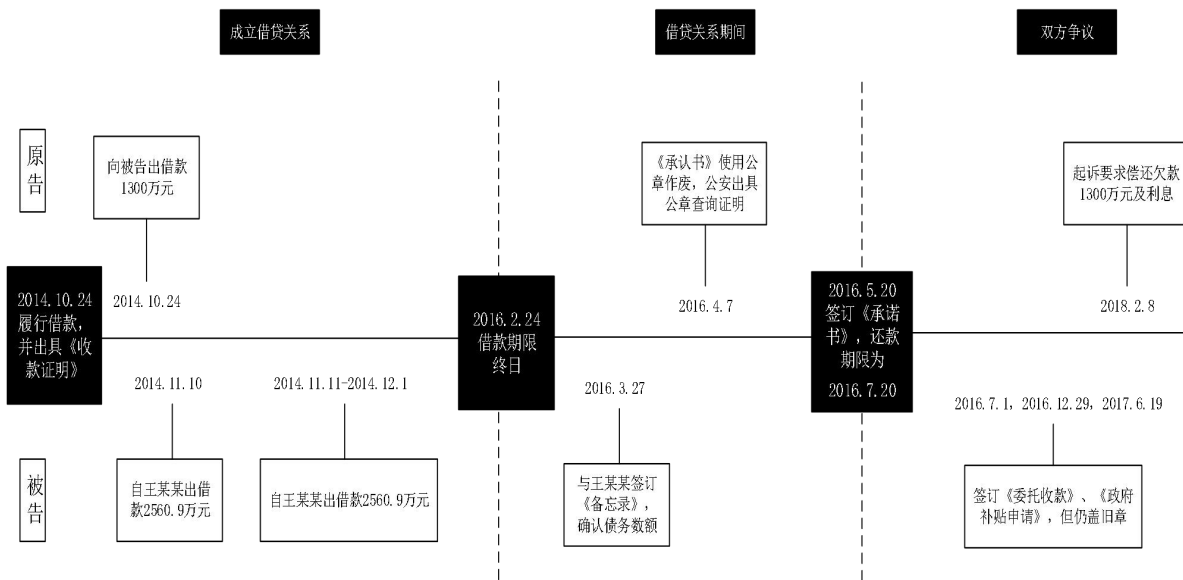 成立借贷关系
借贷关系期间
双方争议
原告
向被告出借款
1300万元
《承认书》使用公
章作废，公安出具
公章查询证明
起诉要求偿还欠款
1300万元及利息
2014.10.24
2016.4.7
2018.2.8
2014.10.24
履行借款，
并出具《收
款证明》
2016.2.24
借款期限
终日
2016.5.20
签订《承诺
书》，还款
期限为
2016.7.20
2014.11.10
2014.11.11-2014.12.1
2016.3.27
2016.7.1, 2016.12.29, 2017.6.19
被告
自王某某出借
款2560.9万元
自王某某出借款2560.9万元
与王某某签订
《备忘录》，
确认债务数额
签订《委托收款》、《政府
补贴申请》，但仍盖旧章